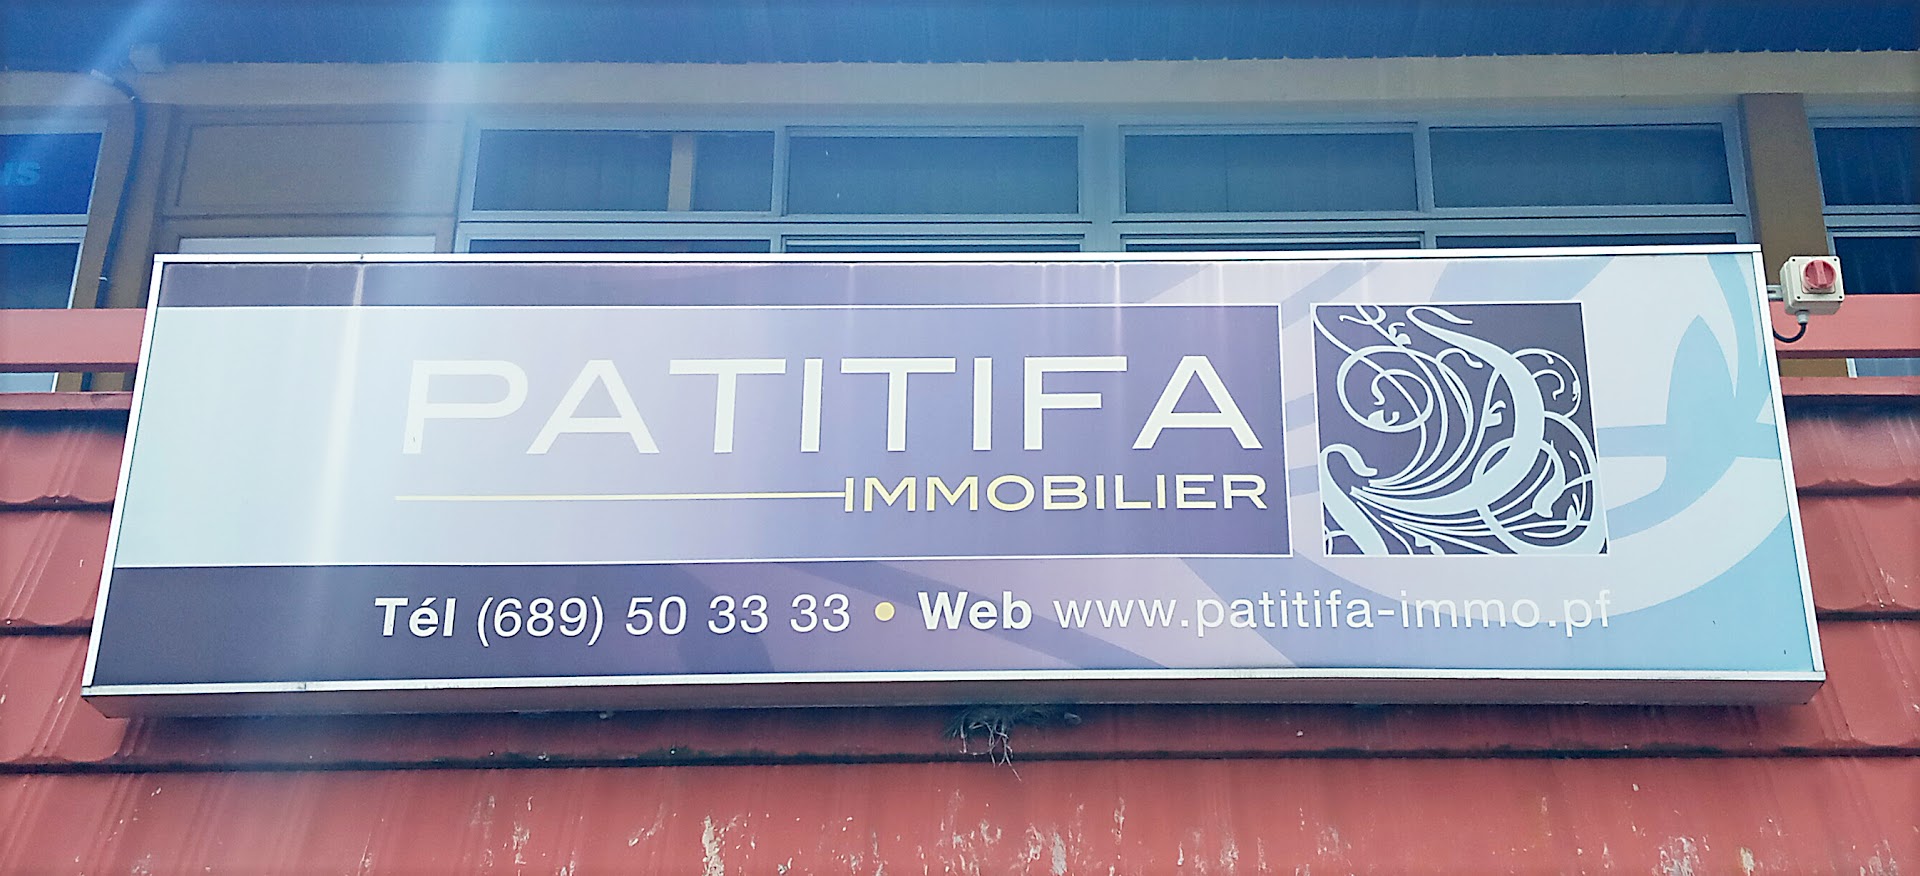 PATITIFA
IMMOBILIER
Tél (689) 50 33 33 • Web www.patitifa-immo.pf